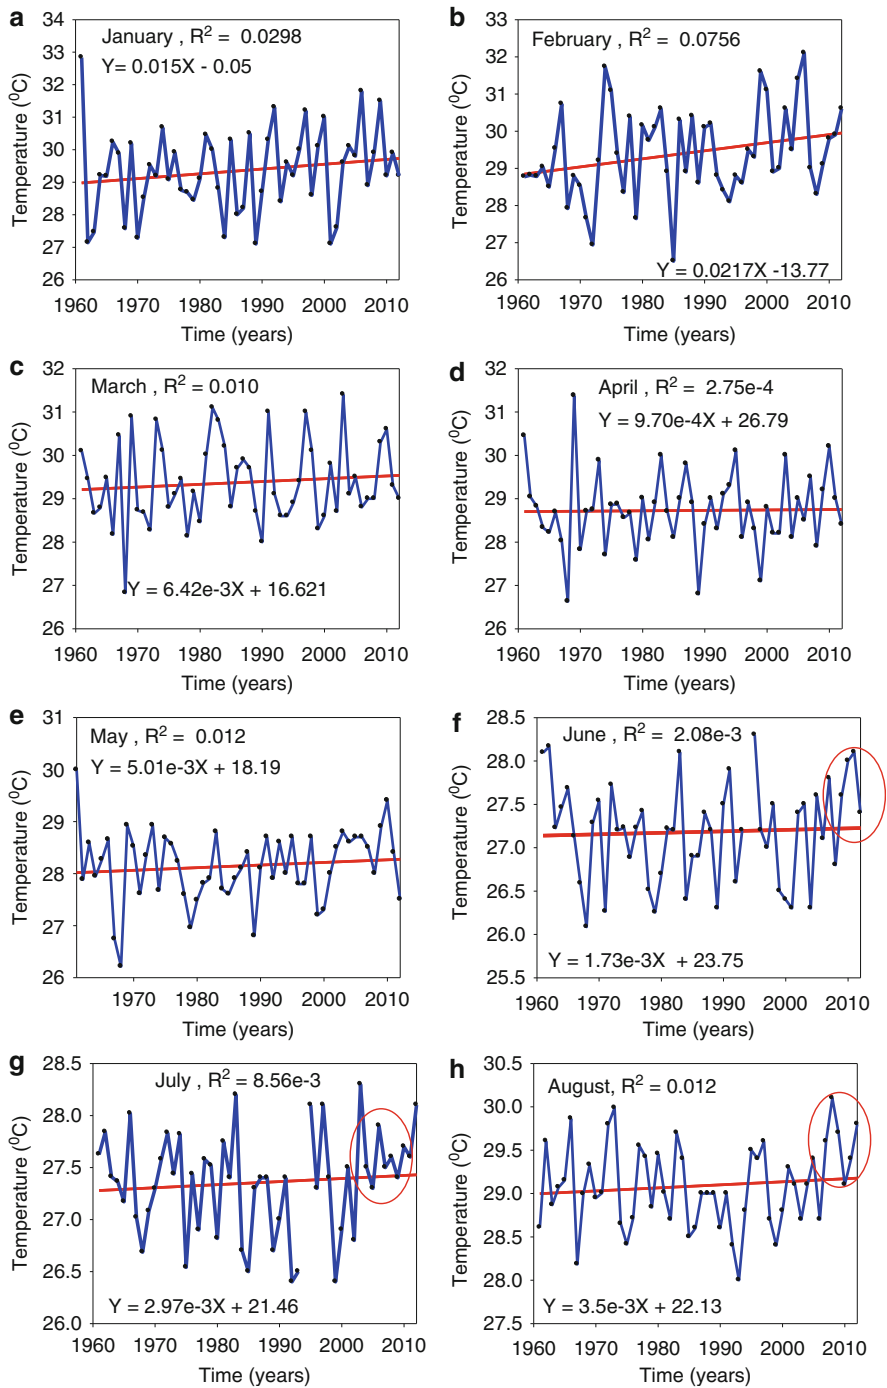 a
January , R² = 0.0298
Y= 0.015X - 0.05
Temperature (⁰C)
34
33
32
31
30
29
28
27
26
1960 1970 1980 1990 2000 2010
Time (years)
b
February , R² = 0.0756
Y = 0.0217X -13.77
Temperature (⁰C)
33
32
31
30
29
28
27
26
1960 1970 1980 1990 2000 2010
Time (years)
c
March , R² = 0.010
Y = 6.42e-3X + 16.621
Temperature (⁰C)
32
31
30
29
28
27
26
1960 1970 1980 1990 2000 2010
Time (years)
d
April , R² = 2.75e-4
Y = 9.70e-4X + 26.79
Temperature (⁰C)
32
31
30
29
28
27
26
1960 1970 1980 1990 2000 2010
Time (years)
e
May , R² = 0.012
Y = 5.01e-3X + 18.19
Temperature (⁰C)
31
30
29
28
27
26
1970 1980 1990 2000 2010
Time (years)
f
June , R² = 2.08e-3
Y = 1.73e-3X + 23.75
Temperature (⁰C)
28.5
28.0
27.5
27.0
26.5
26.0
25.5
1960 1970 1980 1990 2000 2010
Time (years)
g
July , R² = 8.56e-3
Y = 2.97e-3X + 21.46
Temperature (⁰C)
28.5
28.0
27.5
27.0
26.5
26.0
1960 1970 1980 1990 2000 2010
Time (years)
h
August, R² = 0.012
Y = 3.5e-3X + 22.13
Temperature (⁰C)
30.5
30.0
29.5
29.0
28.5
28.0
27.5
1960 1970 1980 1990 2000 2010
Time (years)